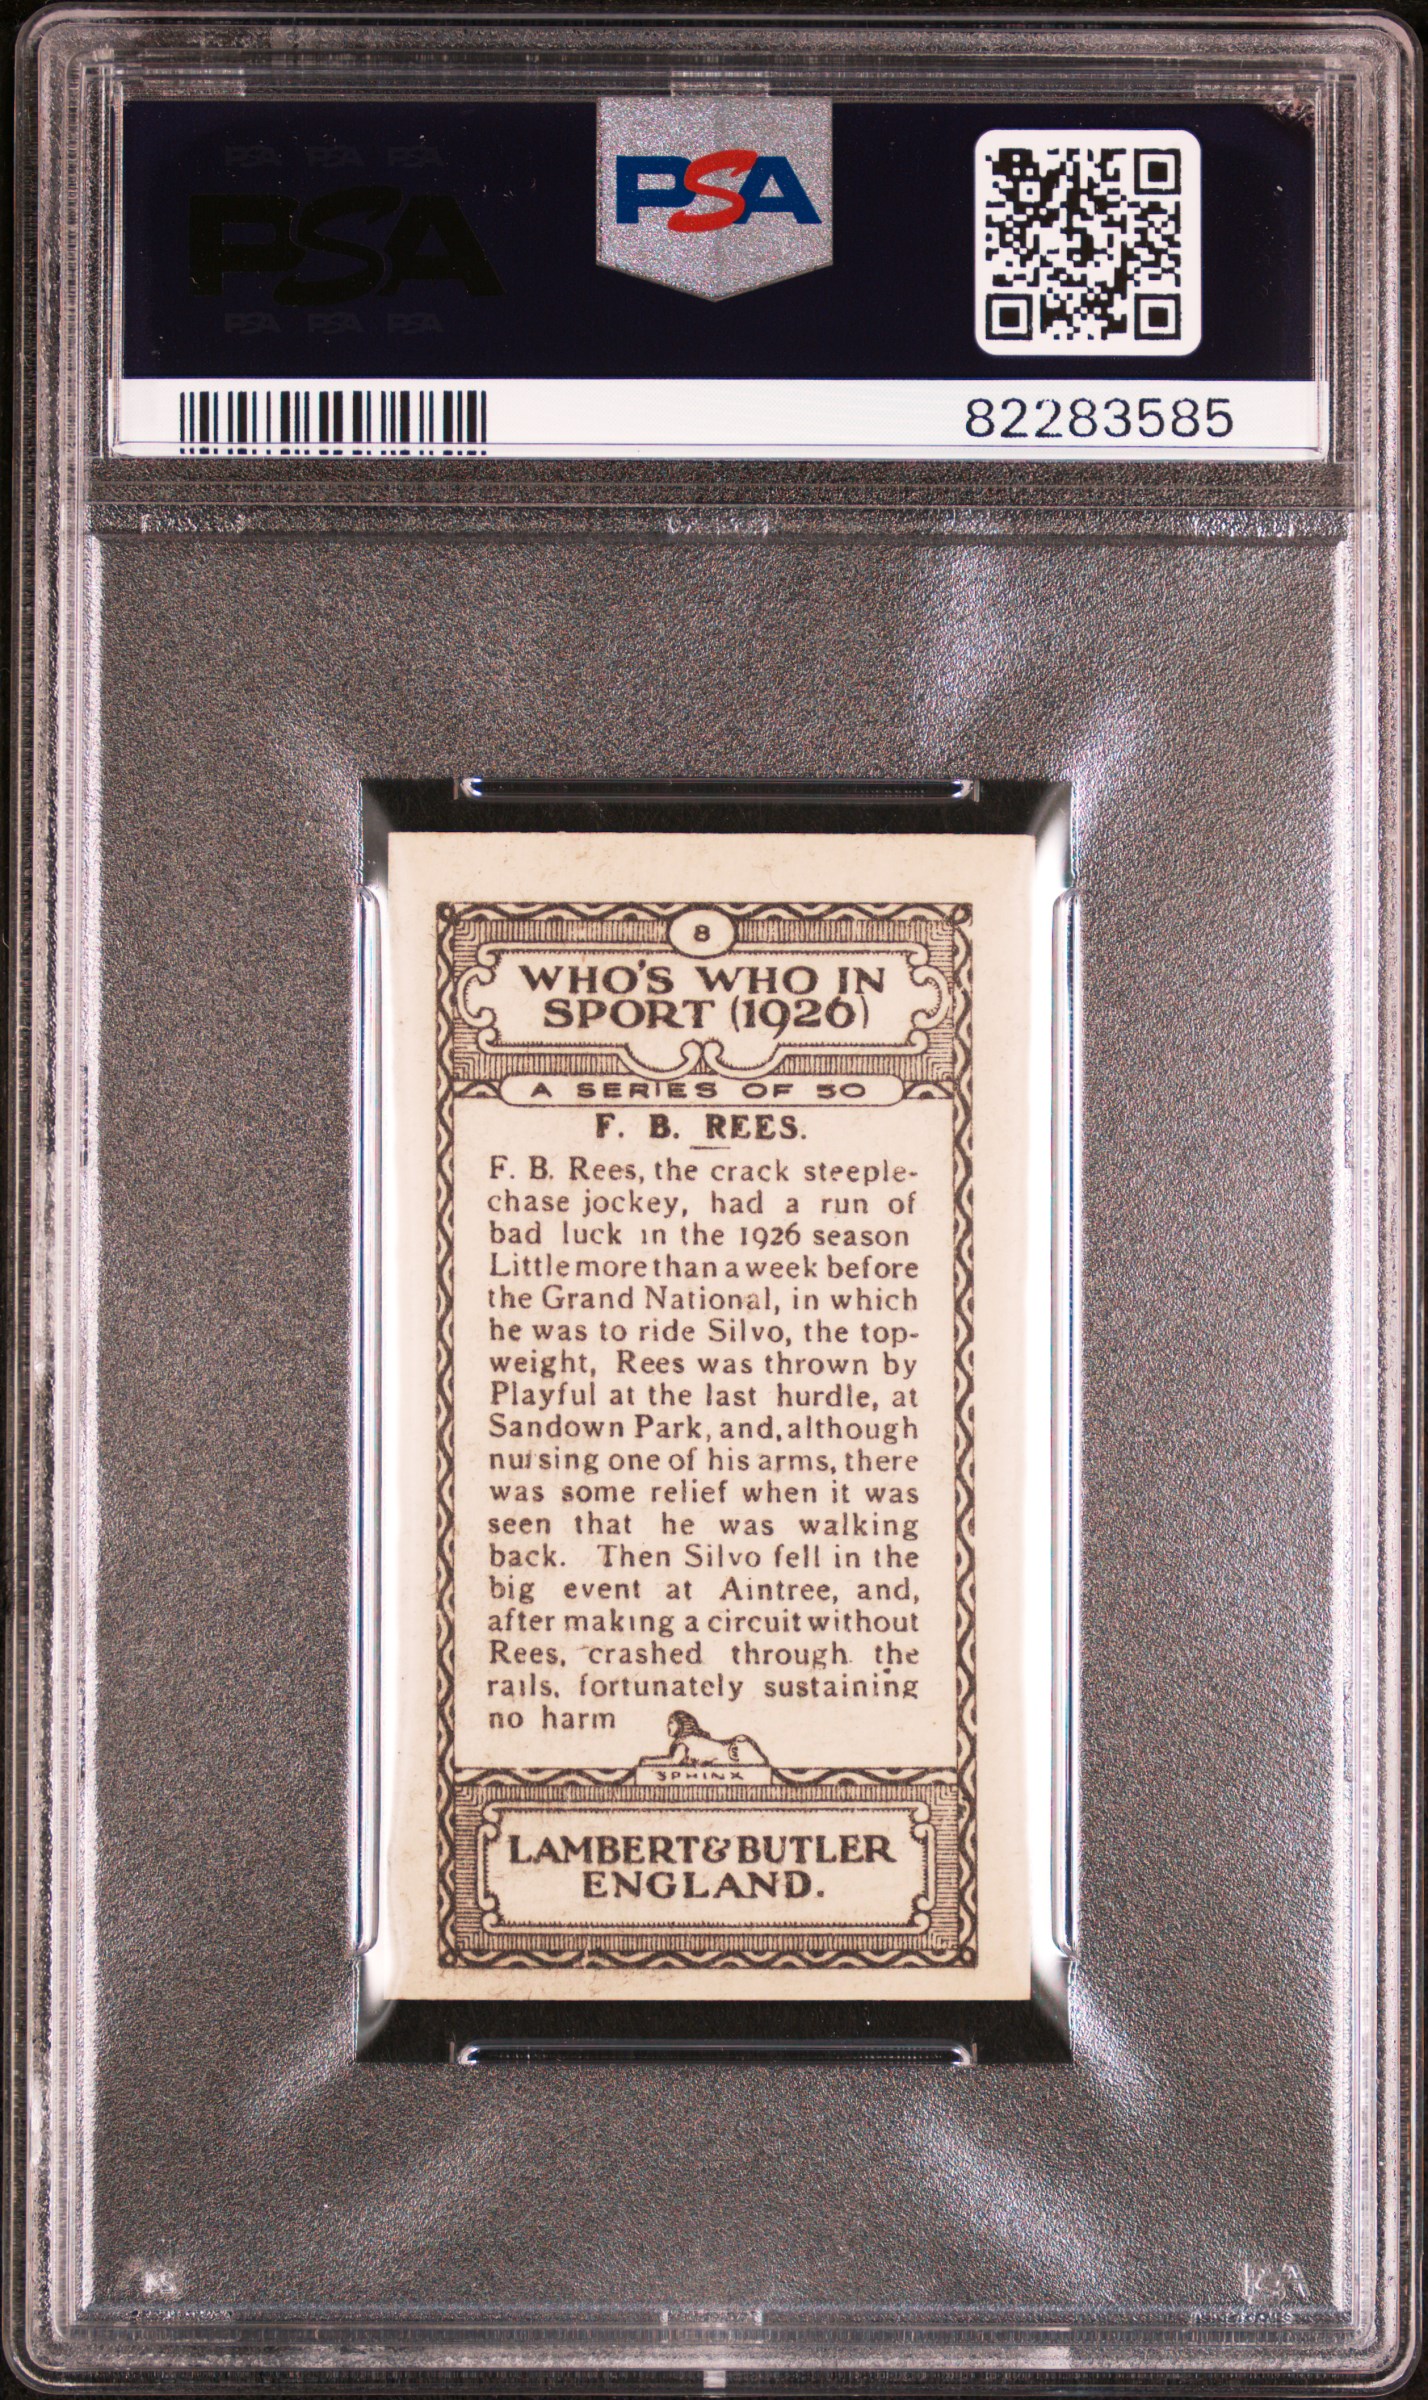 PSA PSA PSA
PSA
PSA PSA PSA
PSA
82283585
8
WHO'S WHO IN
SPORT (1926)
A SERIES OF 50
F. B. REES.
F. B. Rees, the crack steeple-
chase jockey, had a run of
bad luck in the 1926 season
Little more than a week before
the Grand National, in which
he was to ride Silvo, the top-
weight, Rees was thrown by
Playful at the last hurdle, at
Sandown Park, and, although
nursing one of his arms, there
was some relief when it was
seen that he was walking
back. Then Silvo fell in the
big event at Aintree, and,
after making a circuit without
Rees, crashed through the
rails, fortunately sustaining
no harm
SPHINX
LAMBERT & BUTLER
ENGLAND.